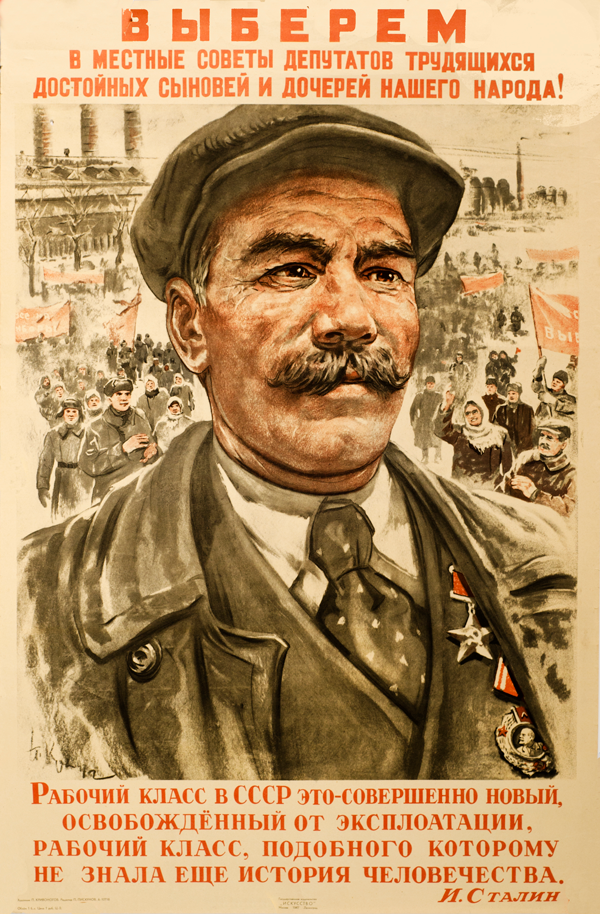 ВЫБЕРЕМ
В МЕСТНЫЕ СОВЕТЫ ДЕПУТАТОВ ТРУДЯЩИХСЯ
ДОСТОЙНЫХ СЫНОВЕЙ И ДОЧЕРЕЙ НАШЕГО НАРОДА!
РАБОЧИЙ КЛАСС В СССР ЭТО-СОВЕРШЕННО НОВЫЙ,
ОСВОБОЖДЁННЫЙ ОТ ЭКСПЛОАТАЦИИ,
РАБОЧИЙ КЛАСС, ПОДОБНОГО КОТОРОМУ
НЕ ЗНАЛА ЕЩЕ ИСТОРИЯ ЧЕЛОВЕЧЕСТВА.
И. СТАЛИН
"ИСКУССТВО"